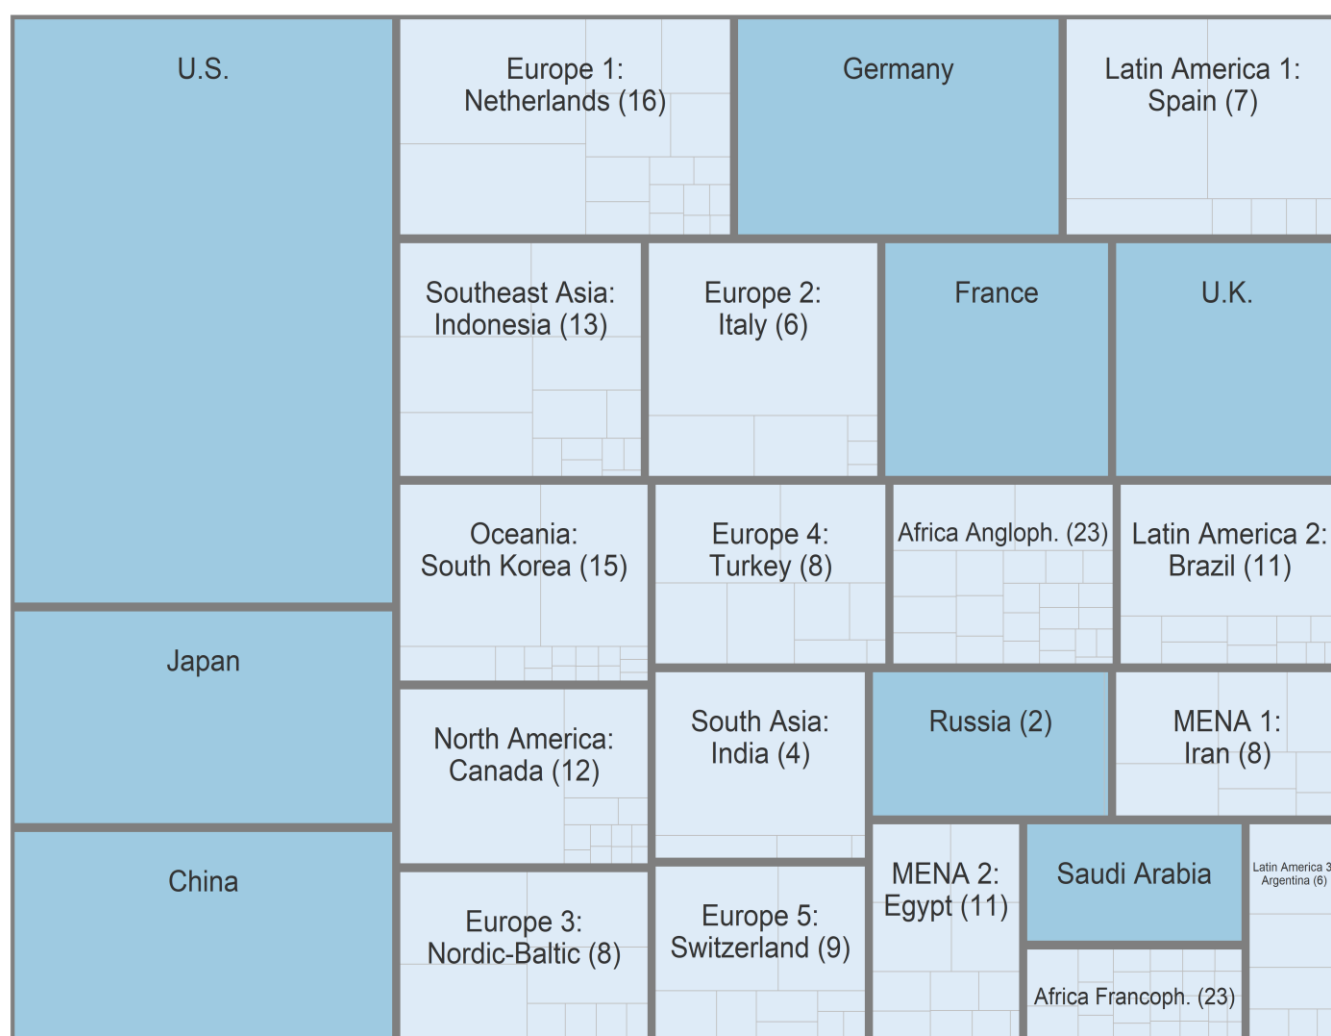 U.S.
Europe 1:
Netherlands (16)
Germany
Latin America 1:
Spain (7)
Southeast Asia:
Indonesia (13)
Europe 2:
Italy (6)
France
U.K.
Oceania:
South Korea (15)
Europe 4:
Turkey (8)
Africa Angloph. (23)
Latin America 2:
Brazil (11)
Japan
North America:
Canada (12)
South Asia:
India (4)
Russia (2)
MENA 1:
Iran (8)
China
Europe 3:
Nordic-Baltic (8)
Europe 5:
Switzerland (9)
MENA 2:
Egypt (11)
Saudi Arabia
Latin America 3
Argentina (6)
Africa Francoph. (23)